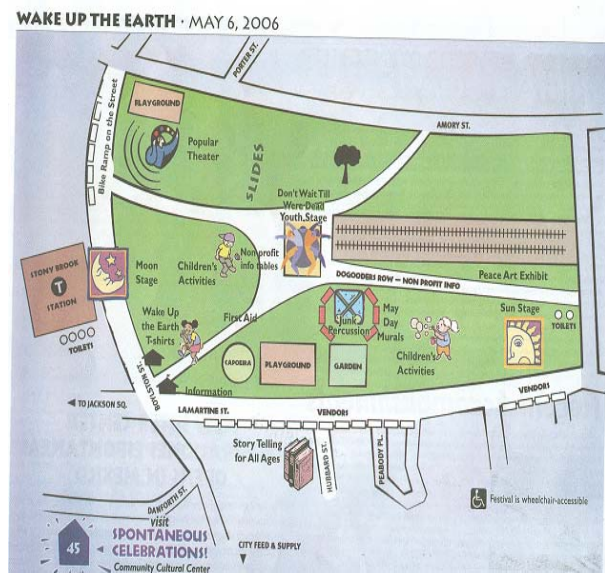 WAKE UP THE EARTH · MAY 6, 2006
PORTER ST.
AMORY ST.
Bike Ramp on the Street
PLAYGROUND
Popular
Theater
SLIDES
Don't Wait Till
Were Dead
Youth Stage
Nonprofit
info tables
STONY BROOK
T
STATION
TOILETS
Moon
Stage
Children's
Activities
DOGOODERS ROW – NON PROFIT INFO
Peace Art Exhibit
Wake Up
the Earth
T-shirts
First Aid
Junk
Percussion
May
Day
Murals
Children's
Activities
Sun Stage
TOILETS
CAPOEIRA
PLAYGROUND
GARDEN
Information
BOYLSTON ST.
TO JACKSON SQ.
LAMARTINE ST.
VENDORS
VENDORS
Story Telling
for All Ages
HUBBARD ST.
PEABODY PL.
Festival is wheelchair-accessible
DANFORTH ST.
visit
45
SPONTANEOUS
CELEBRATIONS!
Community Cultural Center
CITY FEED & SUPPLY